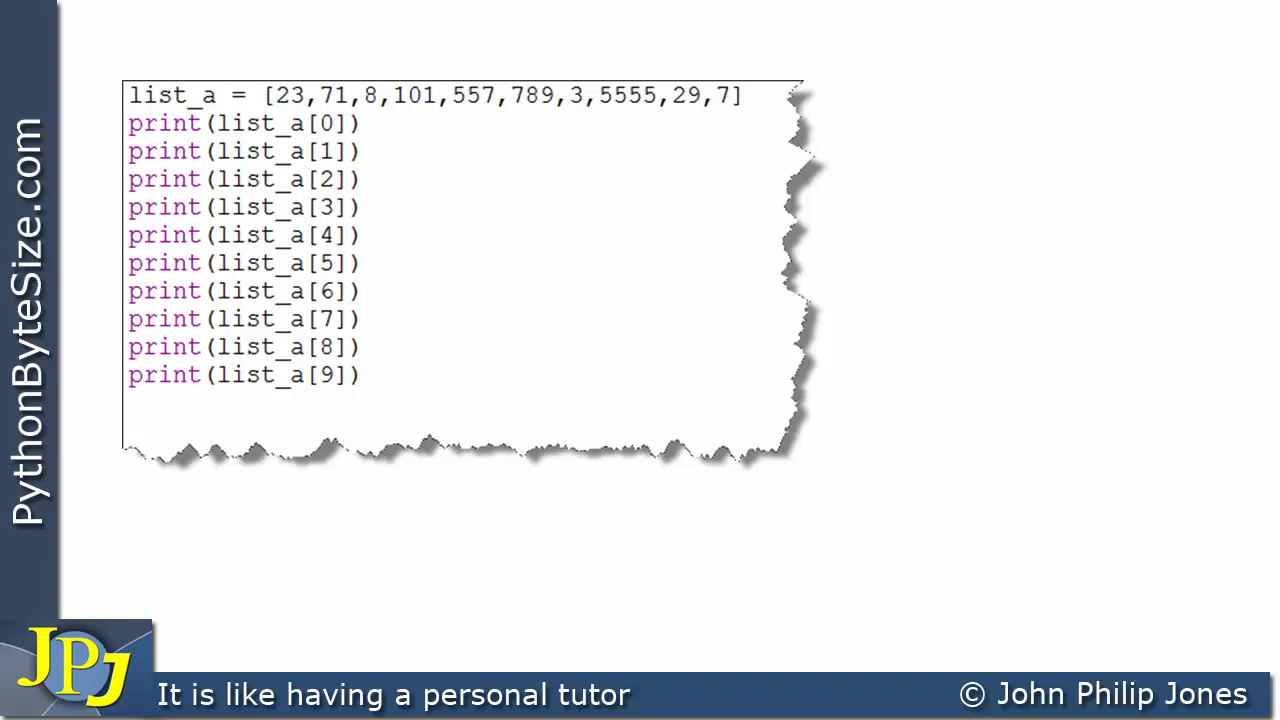 list_a = [23,71,8,101,557,789,3,5555,29,7]
print(list_a[0])
print(list_a[1])
print(list_a[2])
print(list_a[3])
print(list_a[4])
print(list_a[5])
print(list_a[6])
print(list_a[7])
print(list_a[8])
print(list_a[9])
PythonByteSize.com
JPJ
It is like having a personal tutor
© John Philip Jones